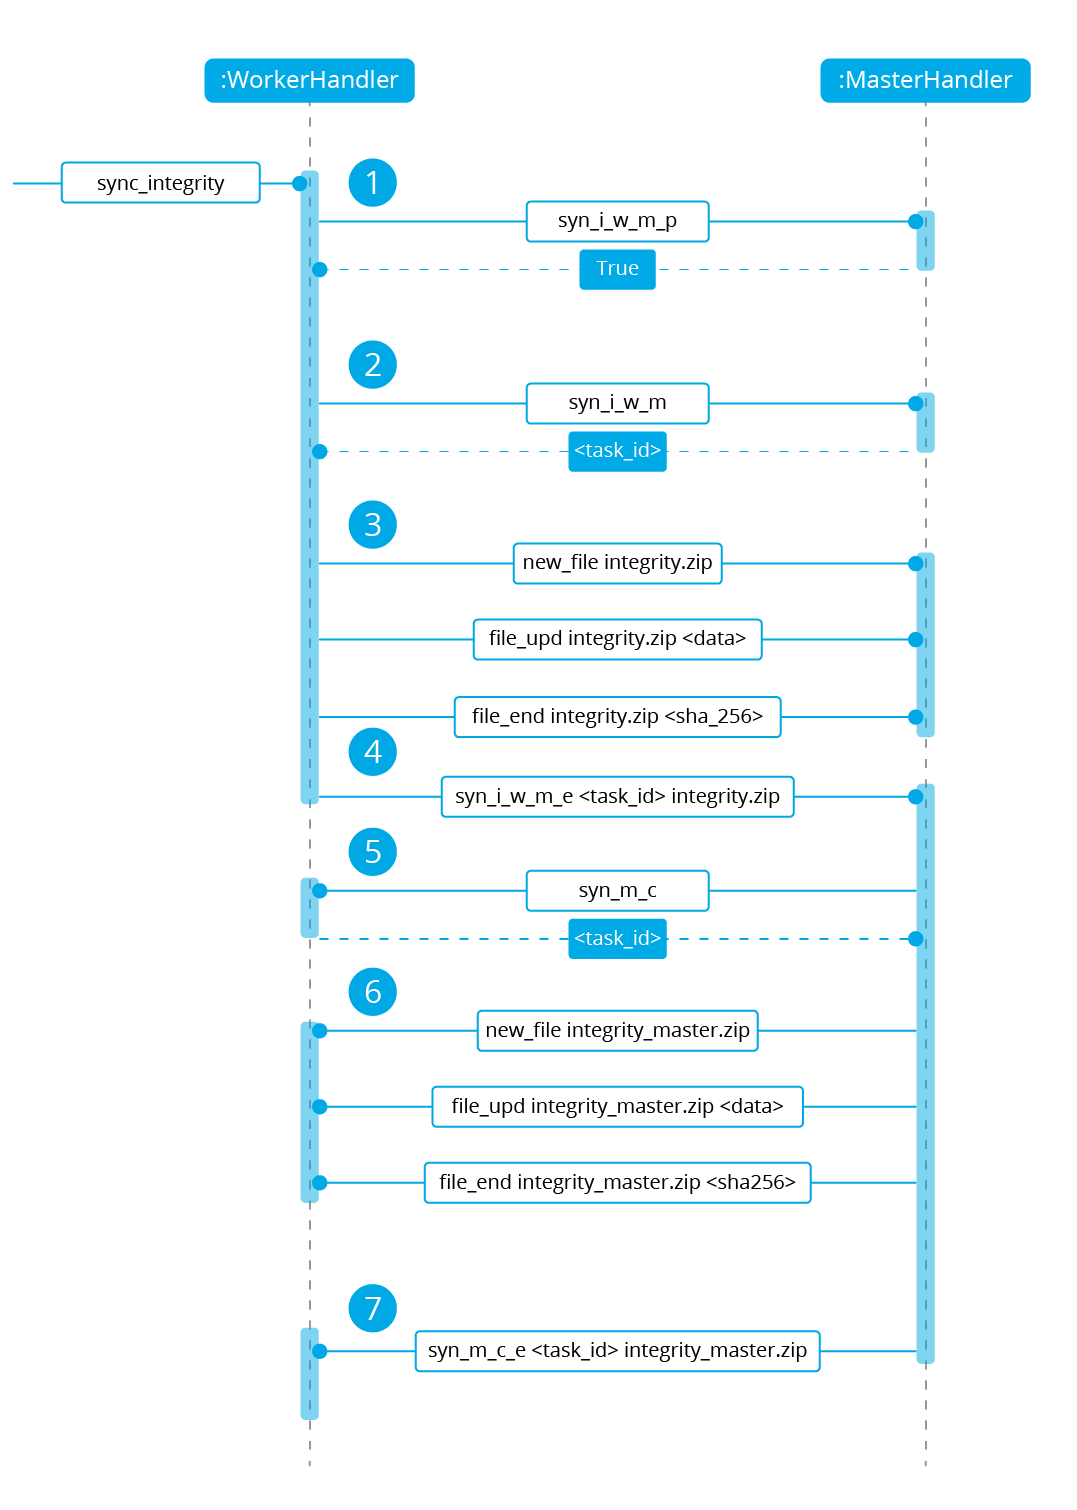 :WorkerHandler
:MasterHandler
sync_integrity
1
syn_i_w_m_p
True
2
syn_i_w_m
<task_id>
3
new_file integrity.zip
file_upd integrity.zip <data>
file_end integrity.zip <sha_256>
4
syn_i_w_m_e <task_id> integrity.zip
5
syn_m_c
<task_id>
6
new_file integrity_master.zip
file_upd integrity_master.zip <data>
file_end integrity_master.zip <sha256>
7
syn_m_c_e <task_id> integrity_master.zip